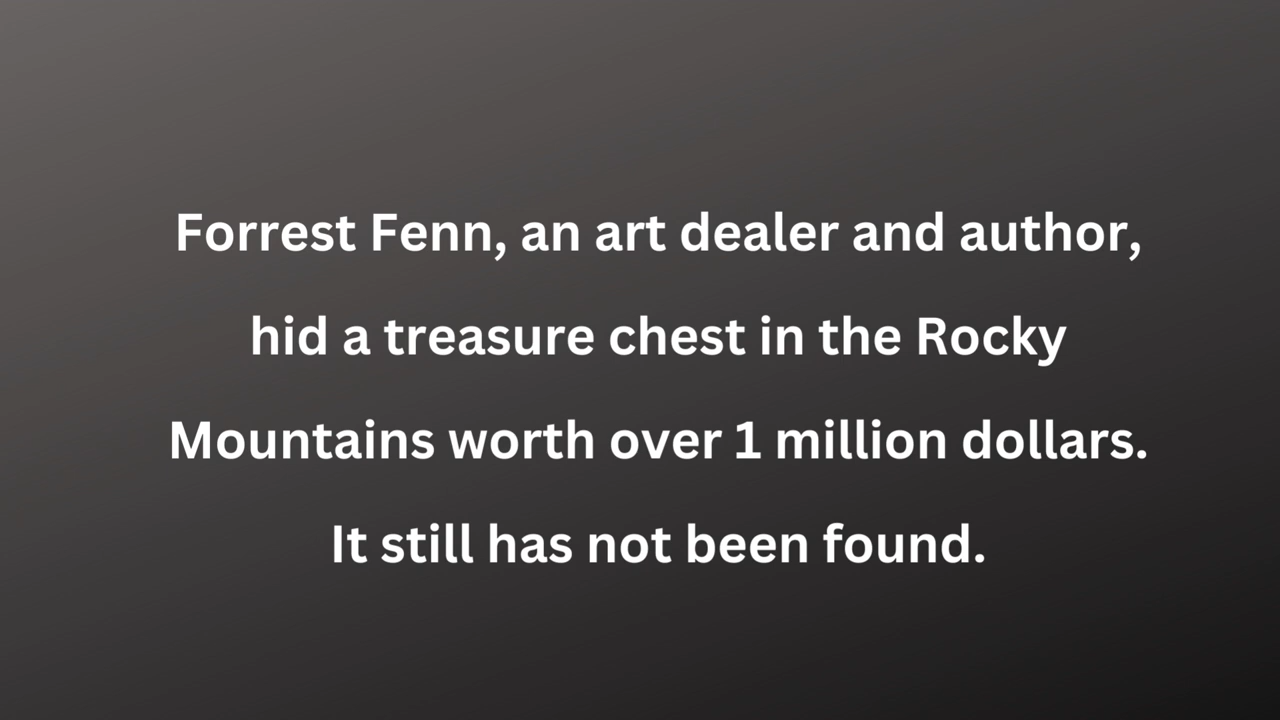 Forrest Fenn, an art dealer and author,
hid a treasure chest in the Rocky
Mountains worth over 1 million dollars.
It still has not been found.